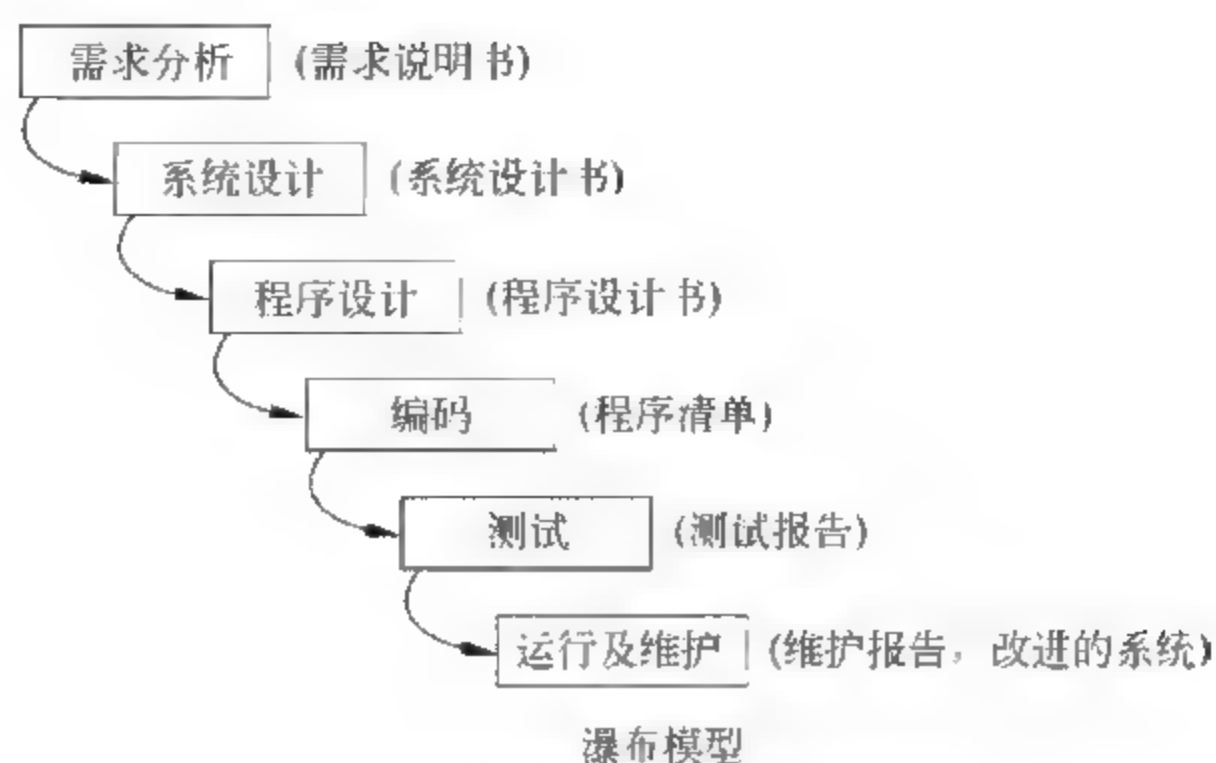 需求分析 (需求说明书)
系统设计 (系统设计书)
程序设计 (程序设计书)
编码 (程序清单)
测试 (测试报告)
运行及维护 (维护报告，改进的系统)
瀑布模型